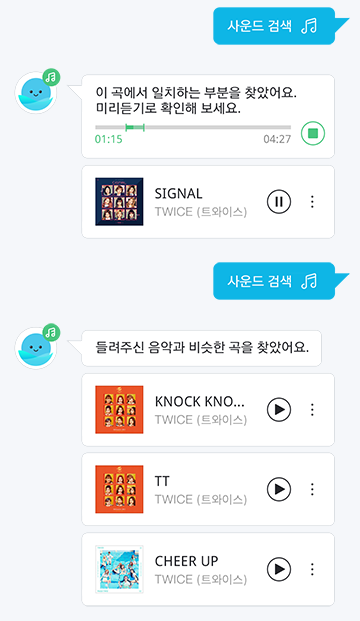 사운드 검색
이 곡에서 일치하는 부분을 찾았어요.
미리듣기로 확인해 보세요.
01:15 04:27
SIGNAL
TWICE (트와이스)
사운드 검색
들려주신 음악과 비슷한 곡을 찾았어요.
KNOCK KNO...
TWICE (트와이스)
TT
TWICE (트와이스)
CHEER UP
TWICE (트와이스)